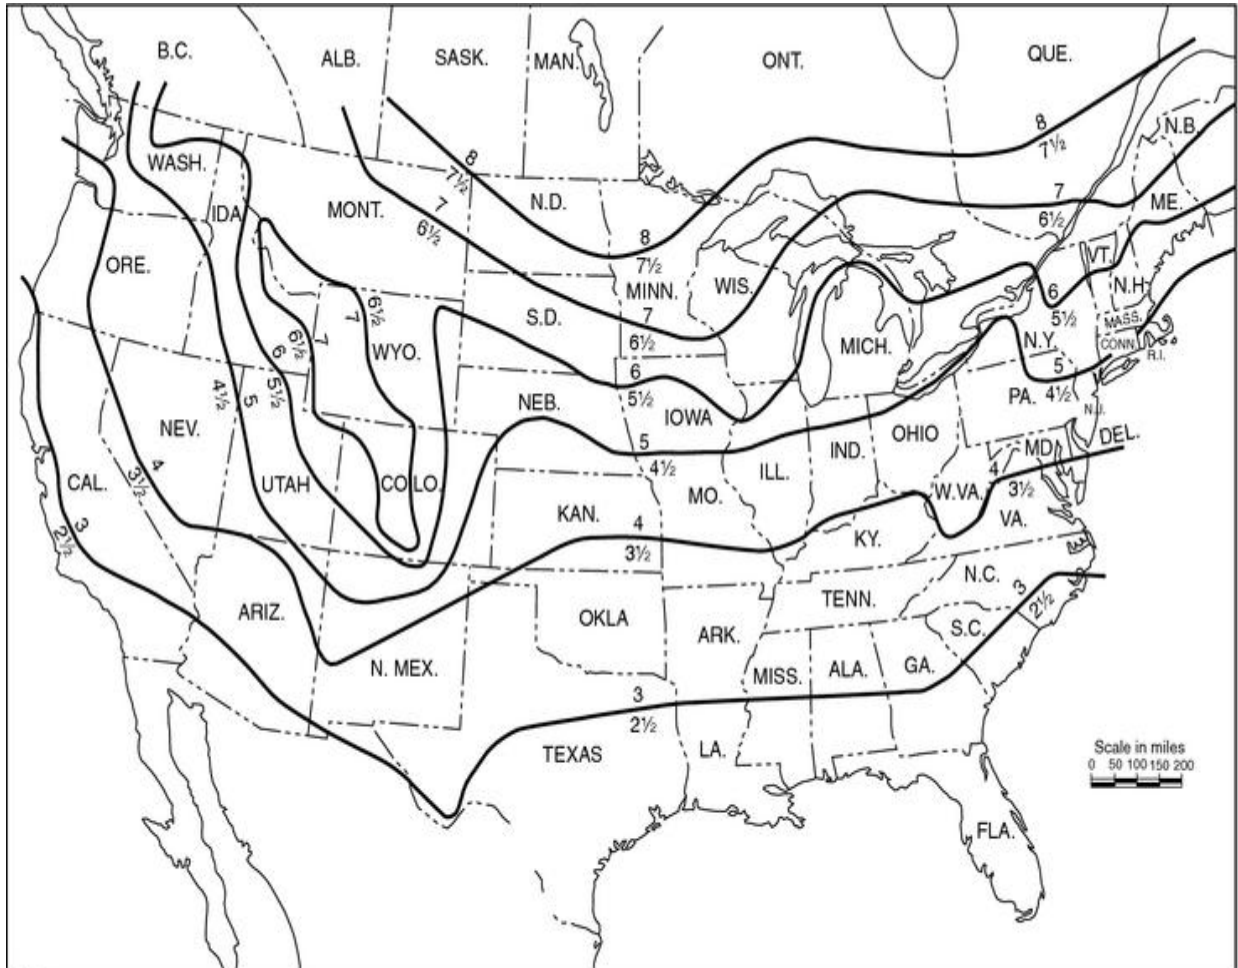 B.C.
ALB.
SASK.
MAN.
ONT.
QUE.
8
7½
N.B.
WASH.
8
7½
7
6½
IDA
MONT.
N.D.
7
6½
ME.
ORE.
8
7½
VT.
MINN.
WIS.
N.H
6
5½
6½
7
S.D.
7
6½
MASS.
CONN.
R.I.
6½
7
6
WYO.
MICH.
N.Y.
5
4½
4½
5
5½
NEB.
6
5½
IOWA
PA.
N.J.
NEV.
OHIO
IND.
MD
DEL.
4
3½
CAL.
UTAH
COLO.
5
4½
ILL.
MO.
W.VA.
4
3½
VA.
3
2½
KAN.
4
3½
KY.
N.C.
3
2½
ARIZ.
OKLA
TENN.
ARK.
S.C.
N. MEX.
MISS.
ALA.
GA.
3
2½
TEXAS
LA.
Scale in miles
0 50 100 150 200
FLA.